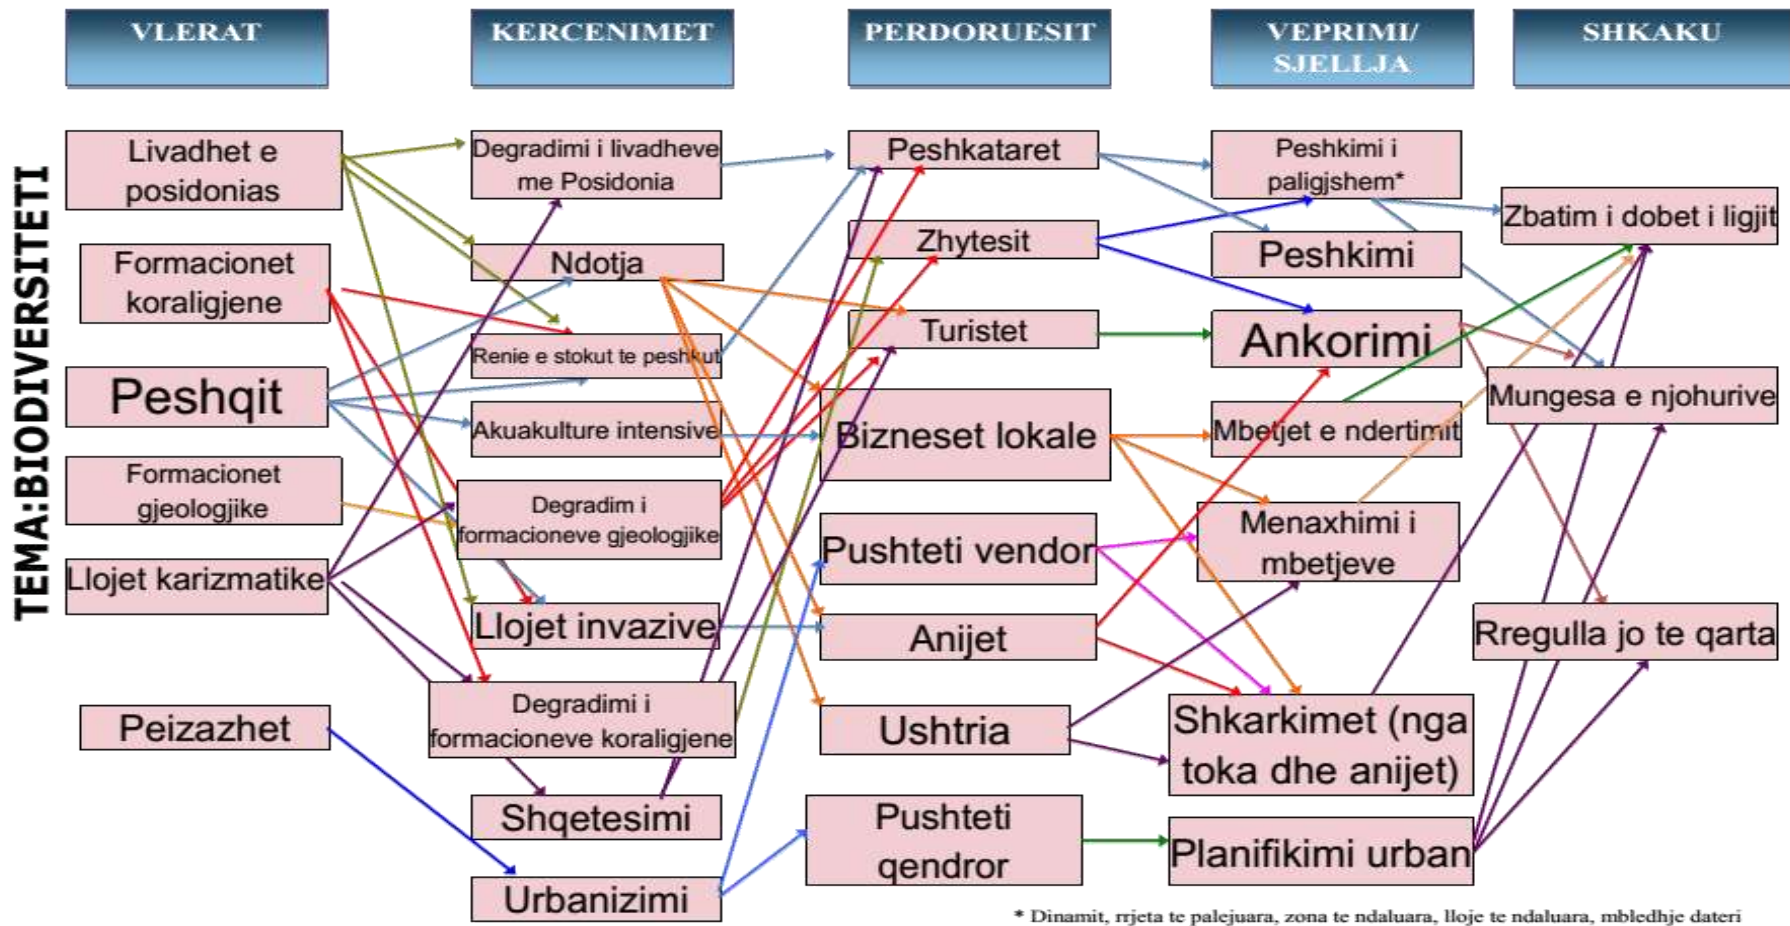 VLERAT
KERCENIMET
PERDORUESIT
VEPRIMI/
SJELLJA
SHKAKU
TEMA:BIODIVERSITETI
Livadhet e
posidonias
Formacionet
koraligjene
Peshqit
Formacionet
gjeologjike
Llojet karizmatike
Peizazhet
Degradimi i livadheve
me Posidonia
Ndotja
Renie e stokut te peshkut
Akuakulture intensive
Degradim i
formacioneve gjeologjike
Llojet invazive
Degradimi i
formacioneve koraligjene
Shqetesimi
Urbanizimi
Peshkataret
Zhytesit
Turistet
Bizneset lokale
Pushteti vendor
Anijet
Ushtria
Pushteti
qendror
Peshkimi i
paligjshem*
Peshkimi
Ankorimi
Mbetjet e ndertimit
Menaxhimi i
mbetjeve
Shkarkimet (nga
toka dhe anijet)
Planifikimi urban
Zbatim i dobet i ligjit
Mungesa e njohurive
Rregulla jo te qarta
* Dinamit, rrjeta te palejuara, zona te ndaluara, lloje te ndaluara, mbledhje dateri